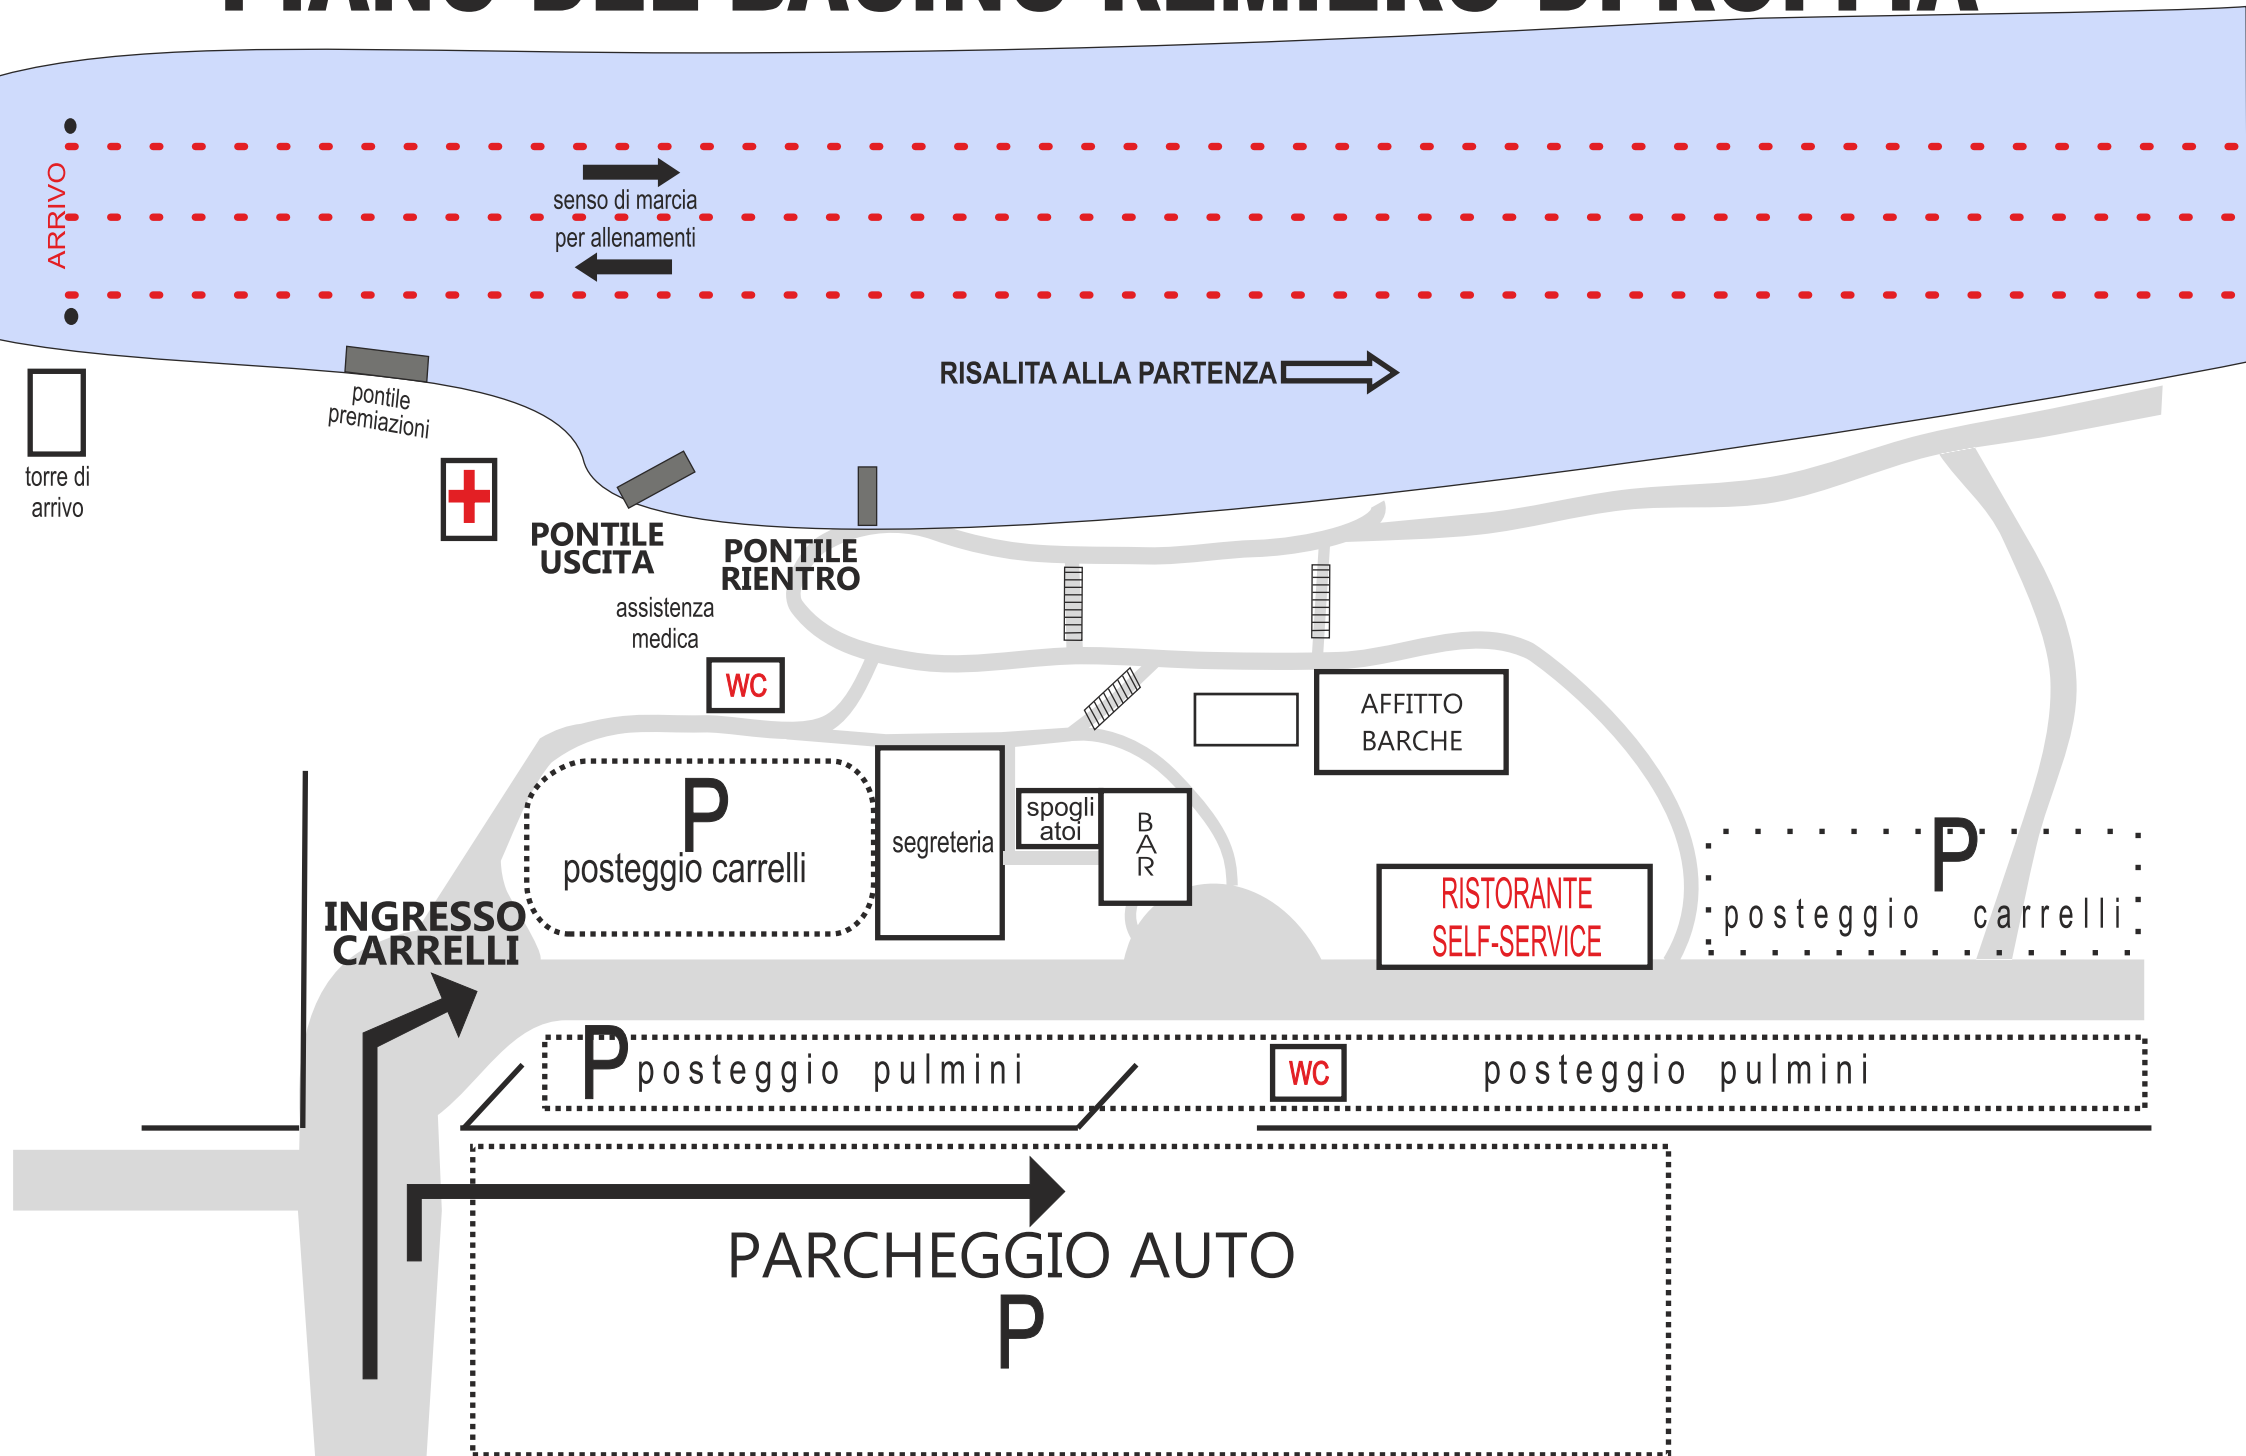 ARRIVO
senso di marcia
per allenamenti
RISALITA ALLA PARTENZA
pontile
premiazioni
torre di
arrivo
PONTILE
USCITA
PONTILE
RIENTRO
assistenza
medica
WC
AFFITTO
BARCHE
P
posteggio carrelli
segreteria
spogli
atoi
BAR
RISTORANTE
SELF-SERVICE
P
posteggio carrelli
INGRESSO
CARRELLI
P posteggio pulmini
WC
posteggio pulmini
PARCHEGGIO AUTO
P